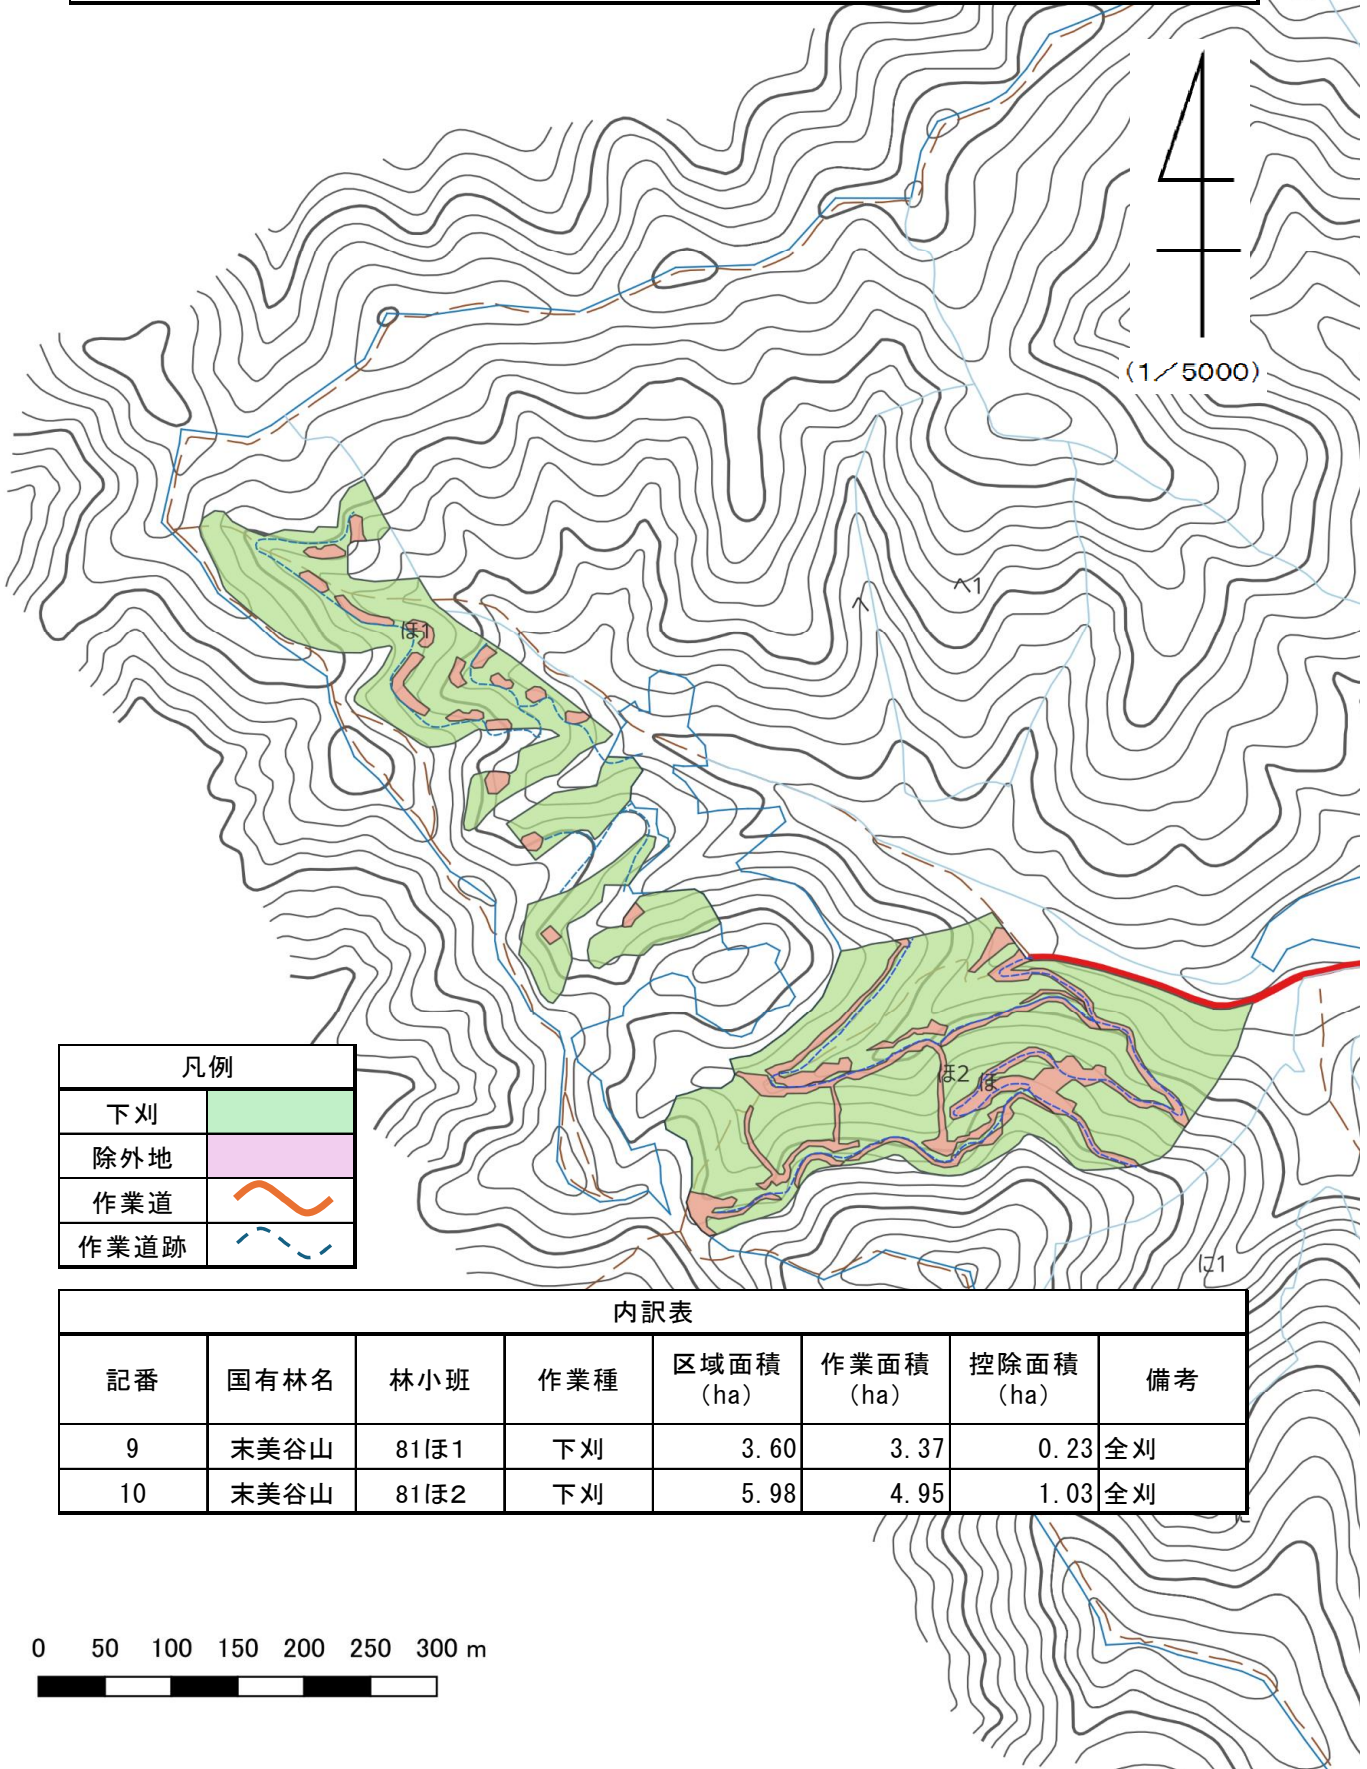 (1／5000)
へ1
へ
ほ1
ほ2 ほ
に1
凡例
下刈
除外地
作業道
作業道跡
内訳表
記番 国有林名 林小班 作業種 区域面積(ha) 作業面積(ha) 控除面積(ha) 備考
9 末美谷山 81ほ1 下刈 3.60 3.37 0.23 全刈
10 末美谷山 81ほ2 下刈 5.98 4.95 1.03 全刈
0 50 100 150 200 250 300 m